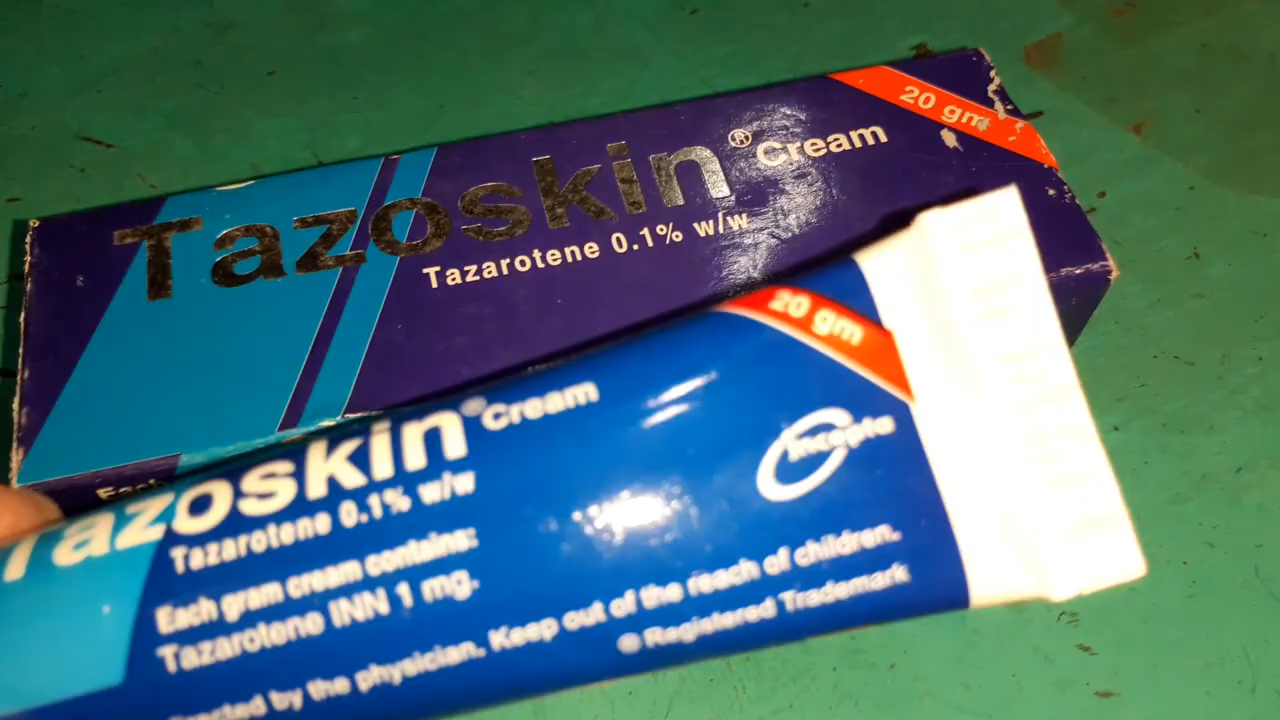 20 gm
Tazoskin® Cream
Tazarotene 0.1% w/w
Each
20 gm
Tazoskin® Cream
Tazarotene 0.1% w/w
Incepta
Each gram cream contains:
Tazarotene INN 1 mg.
by the physician. Keep out of the reach of children.
® Registered Trademark